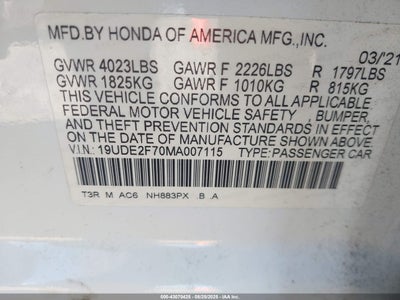 MFD.BY HONDA OF AMERICA MFG.,INC.
03/21
GVWR 4023LBS GAWR F 2226LBS R 1797LBS
GVWR 1825KG GAWR F 1010KG R 815KG
THIS VEHICLE CONFORMS TO ALL APPLICABLE
FEDERAL MOTOR VEHICLE SAFETY , BUMPER,
AND THEFT PREVENTION STANDARDS IN EFFECT
ON THE DATE OF MANUFACTURE SHOWN ABOVE.
VIN: 19UDE2F70MA007115 TYPE:PASSENGER CAR
T3R M AC6 NH883PX .B .A